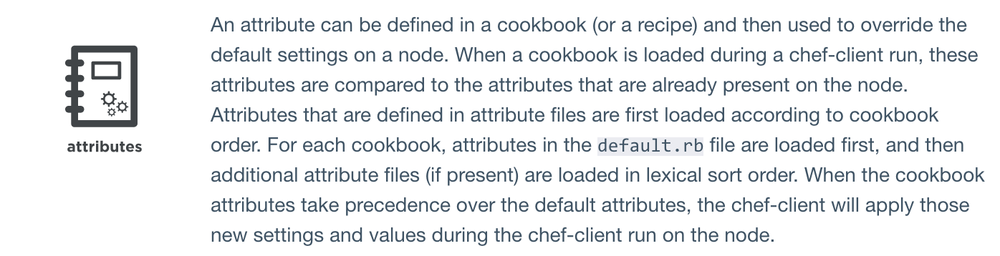 An attribute can be defined in a cookbook (or a recipe) and then used to override the
default settings on a node. When a cookbook is loaded during a chef-client run, these
attributes are compared to the attributes that are already present on the node.
Attributes that are defined in attribute files are first loaded according to cookbook
order. For each cookbook, attributes in the default.rb file are loaded first, and then
additional attribute files (if present) are loaded in lexical sort order. When the cookbook
attributes take precedence over the default attributes, the chef-client will apply those
new settings and values during the chef-client run on the node.
attributes